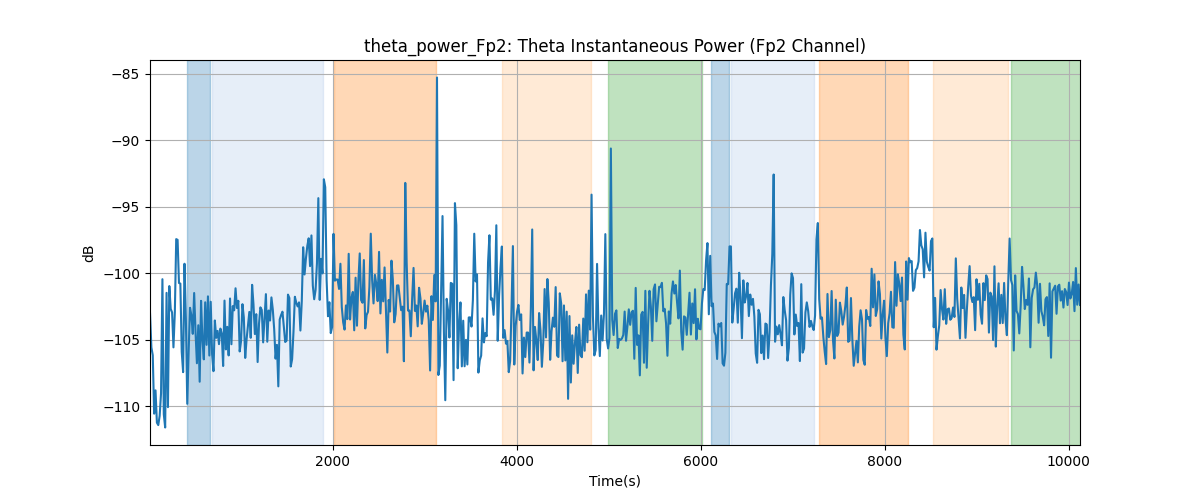 theta_power_Fp2: Theta Instantaneous Power (Fp2 Channel)
−85
−90
−95
−100
−105
−110
dB
2000 4000 6000 8000 10000
Time(s)